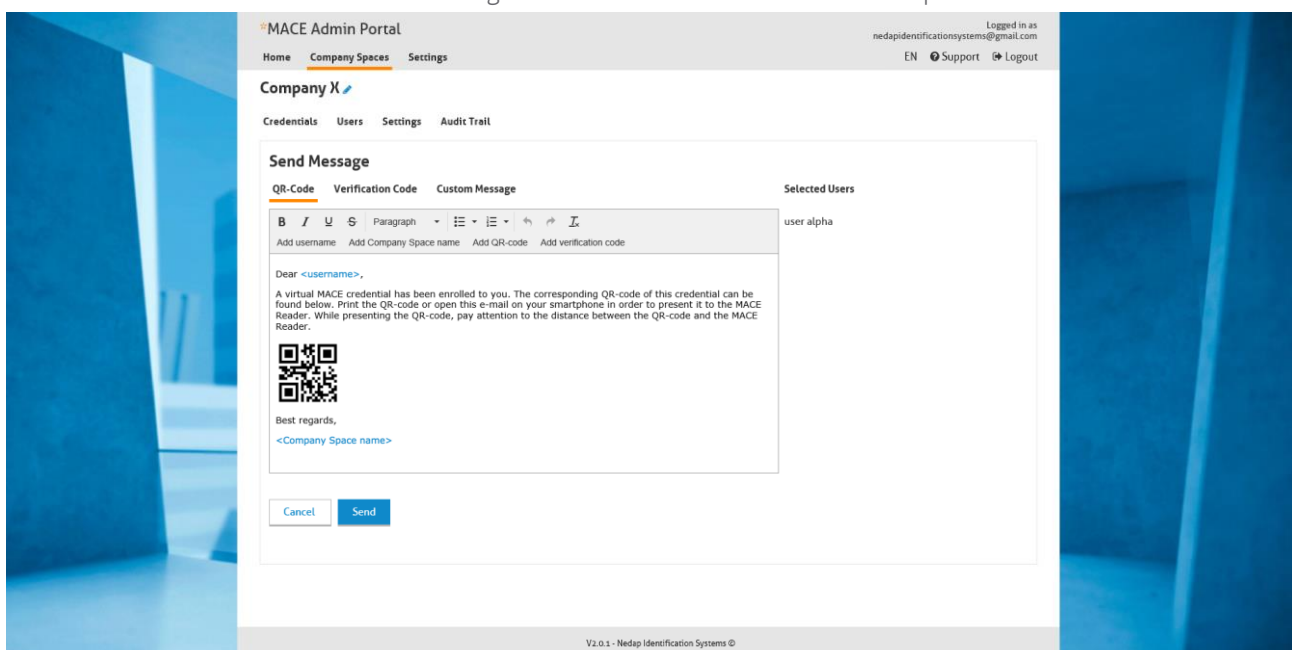 MACE Admin Portal
Logged in as
nedapidentificationsystems@gmail.com
Home Company Spaces Settings
EN Support Logout
Company X
Credentials Users Settings Audit Trail
Send Message
QR-Code Verification Code Custom Message
Selected Users
B I U S Paragraph
user alpha
Add username Add Company Space name Add QR-code Add verification code
Dear <username>,
A virtual MACE credential has been enrolled to you. The corresponding QR-code of this credential can be
found below. Print the QR-code or open this e-mail on your smartphone in order to present it to the MACE
Reader. While presenting the QR-code, pay attention to the distance between the QR-code and the MACE
Reader.
Best regards,
<Company Space name>
Cancel Send
V2.0.1 - Nedap Identification Systems ©